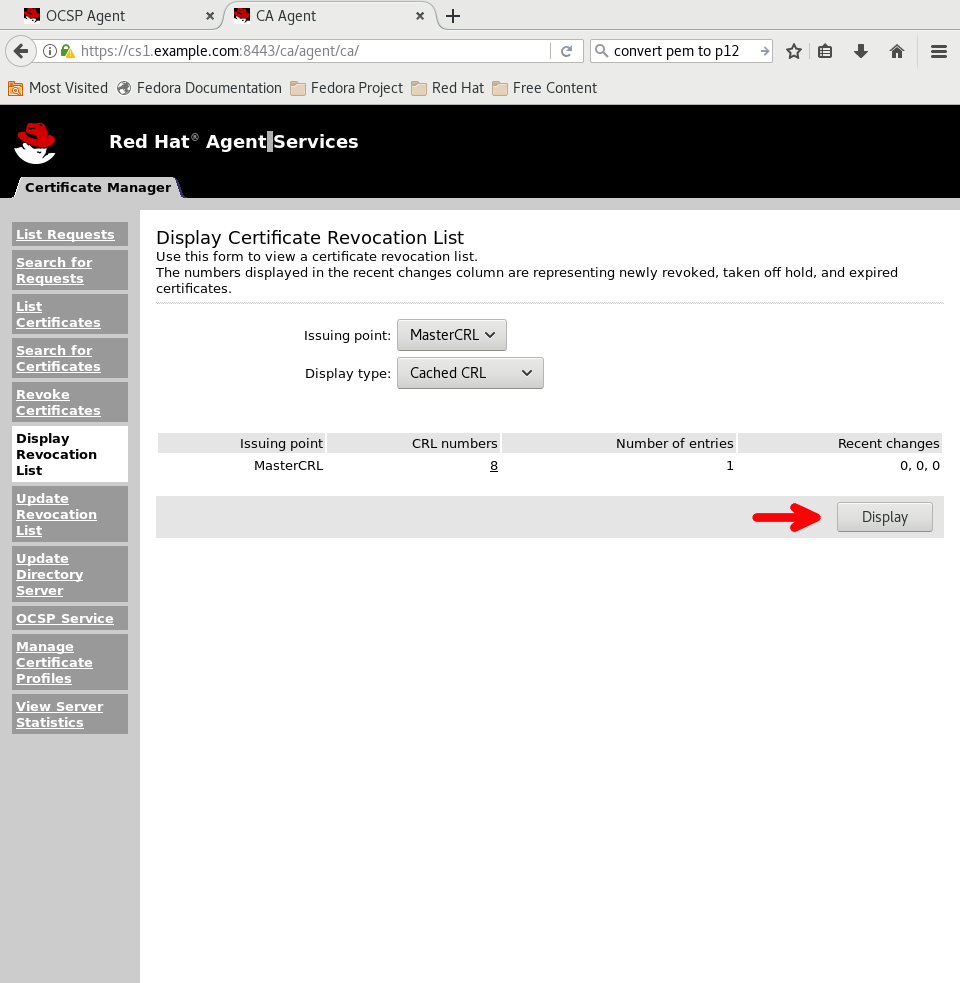 OCSP Agent
CA Agent
https://cs1.example.com:8443/ca/agent/ca/
convert pem to p12
Most Visited
Fedora Documentation
Fedora Project
Red Hat
Free Content
Red Hat® Agent Services
Certificate Manager
List Requests
Search for
Requests
List
Certificates
Search for
Certificates
Revoke
Certificates
Display
Revocation
List
Update
Revocation
List
Update
Directory
Server
OCSP Service
Manage
Certificate
Profiles
View Server
Statistics
Display Certificate Revocation List
Use this form to view a certificate revocation list.
The numbers displayed in the recent changes column are representing newly revoked, taken off hold, and expired
certificates.
Issuing point: MasterCRL
Display type: Cached CRL
Issuing point CRL numbers Number of entries Recent changes
MasterCRL 8 1 0, 0, 0
Display